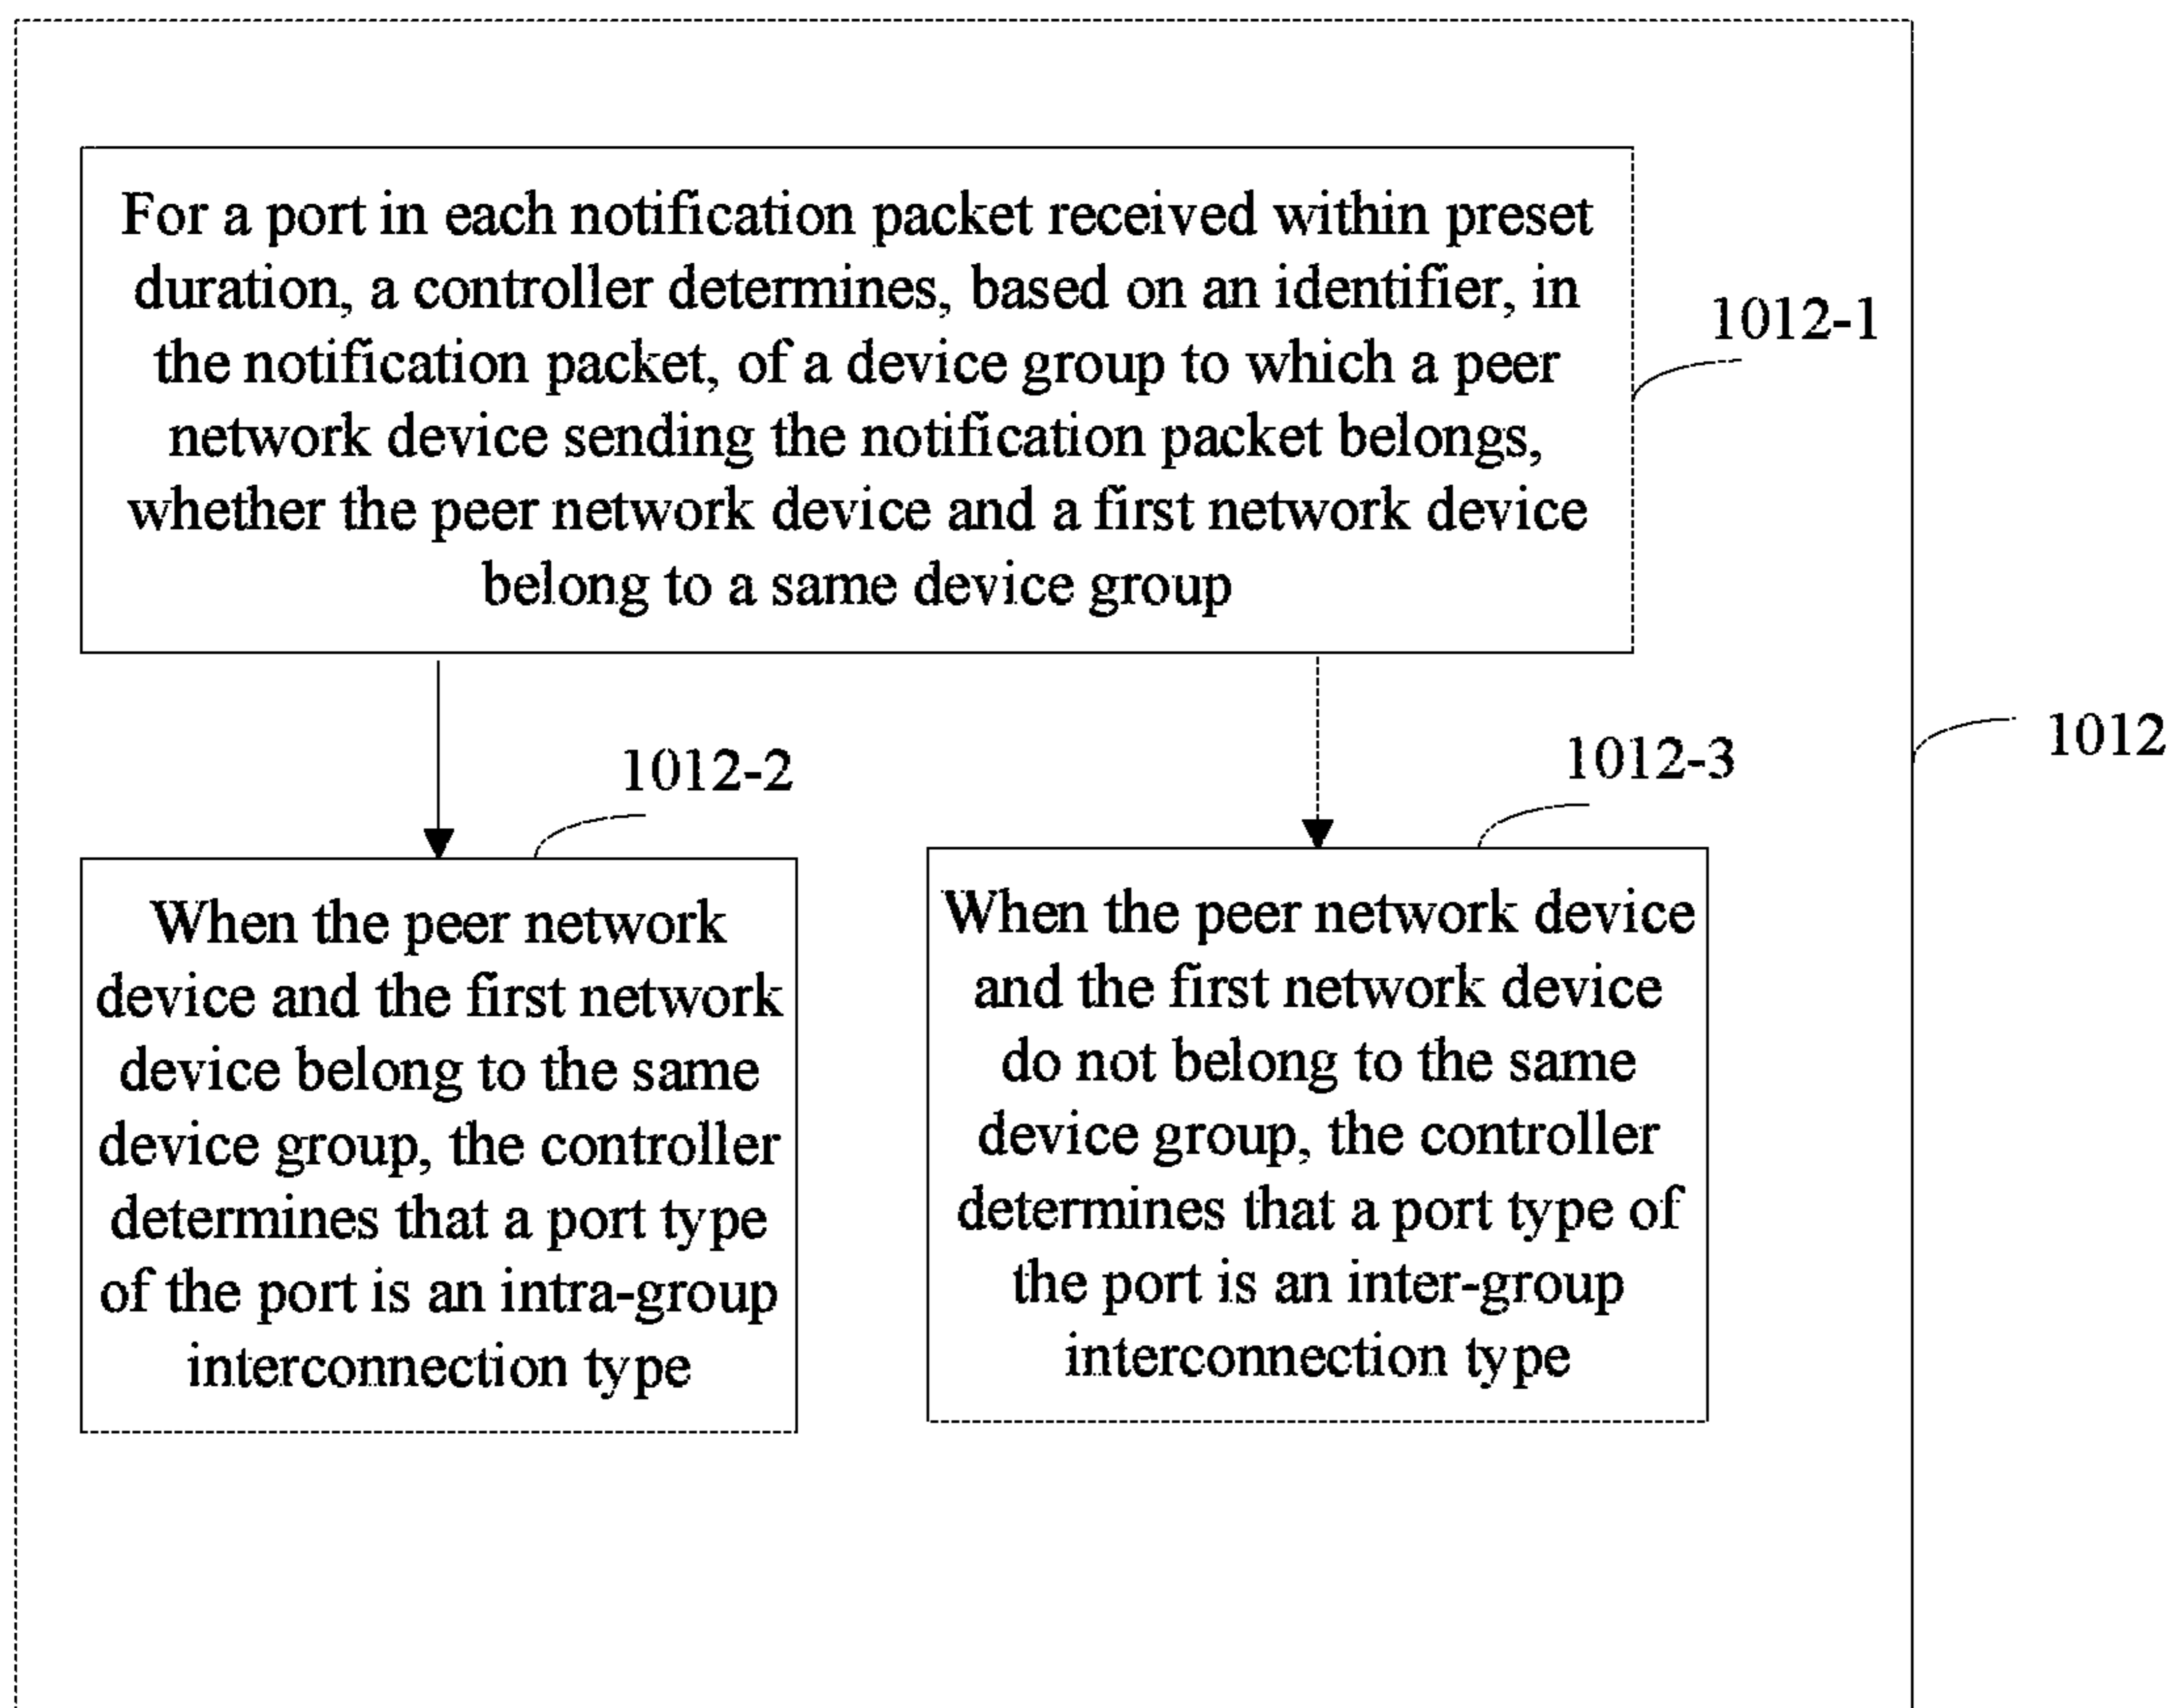 For a port in each notification packet received within preset
duration, a controller determines, based on an identifier, in
the notification packet, of a device group to which a peer
network device sending the notification packet belongs,
whether the peer network device and a first network device
belong to a same device group
1012-1
1012
1012-2
When the peer network
device and the first network
device belong to the same
device group, the controller
determines that a port type
of the port is an intra-group
interconnection type
1012-3
When the peer network device
and the first network device
do not belong to the same
device group, the controller
determines that a port type of
the port is an inter-group
interconnection type